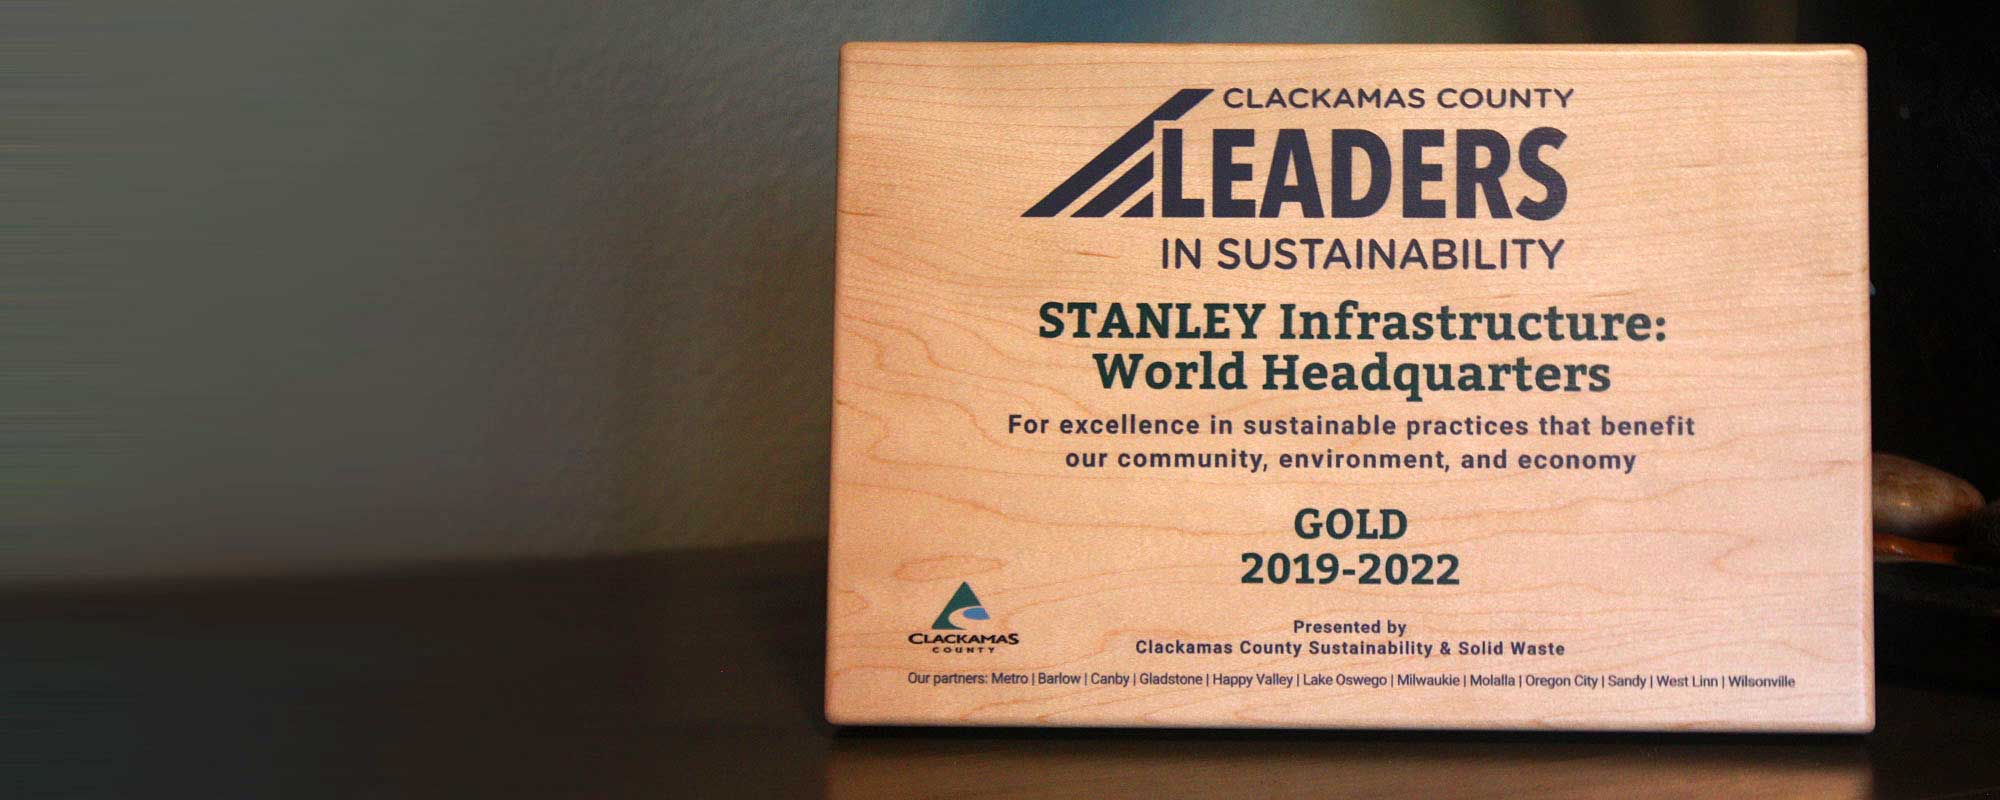 CLACKAMAS COUNTY
LEADERS
IN SUSTAINABILITY
STANLEY Infrastructure:
World Headquarters
For excellence in sustainable practices that benefit
our community, environment, and economy
GOLD
2019-2022
CLACKAMAS
COUNTY
Presented by
Clackamas County Sustainability & Solid Waste
Our partners: Metro | Barlow | Canby | Gladstone | Happy Valley | Lake Oswego | Milwaukie | Molalla | Oregon City | Sandy | West Linn | Wilsonville